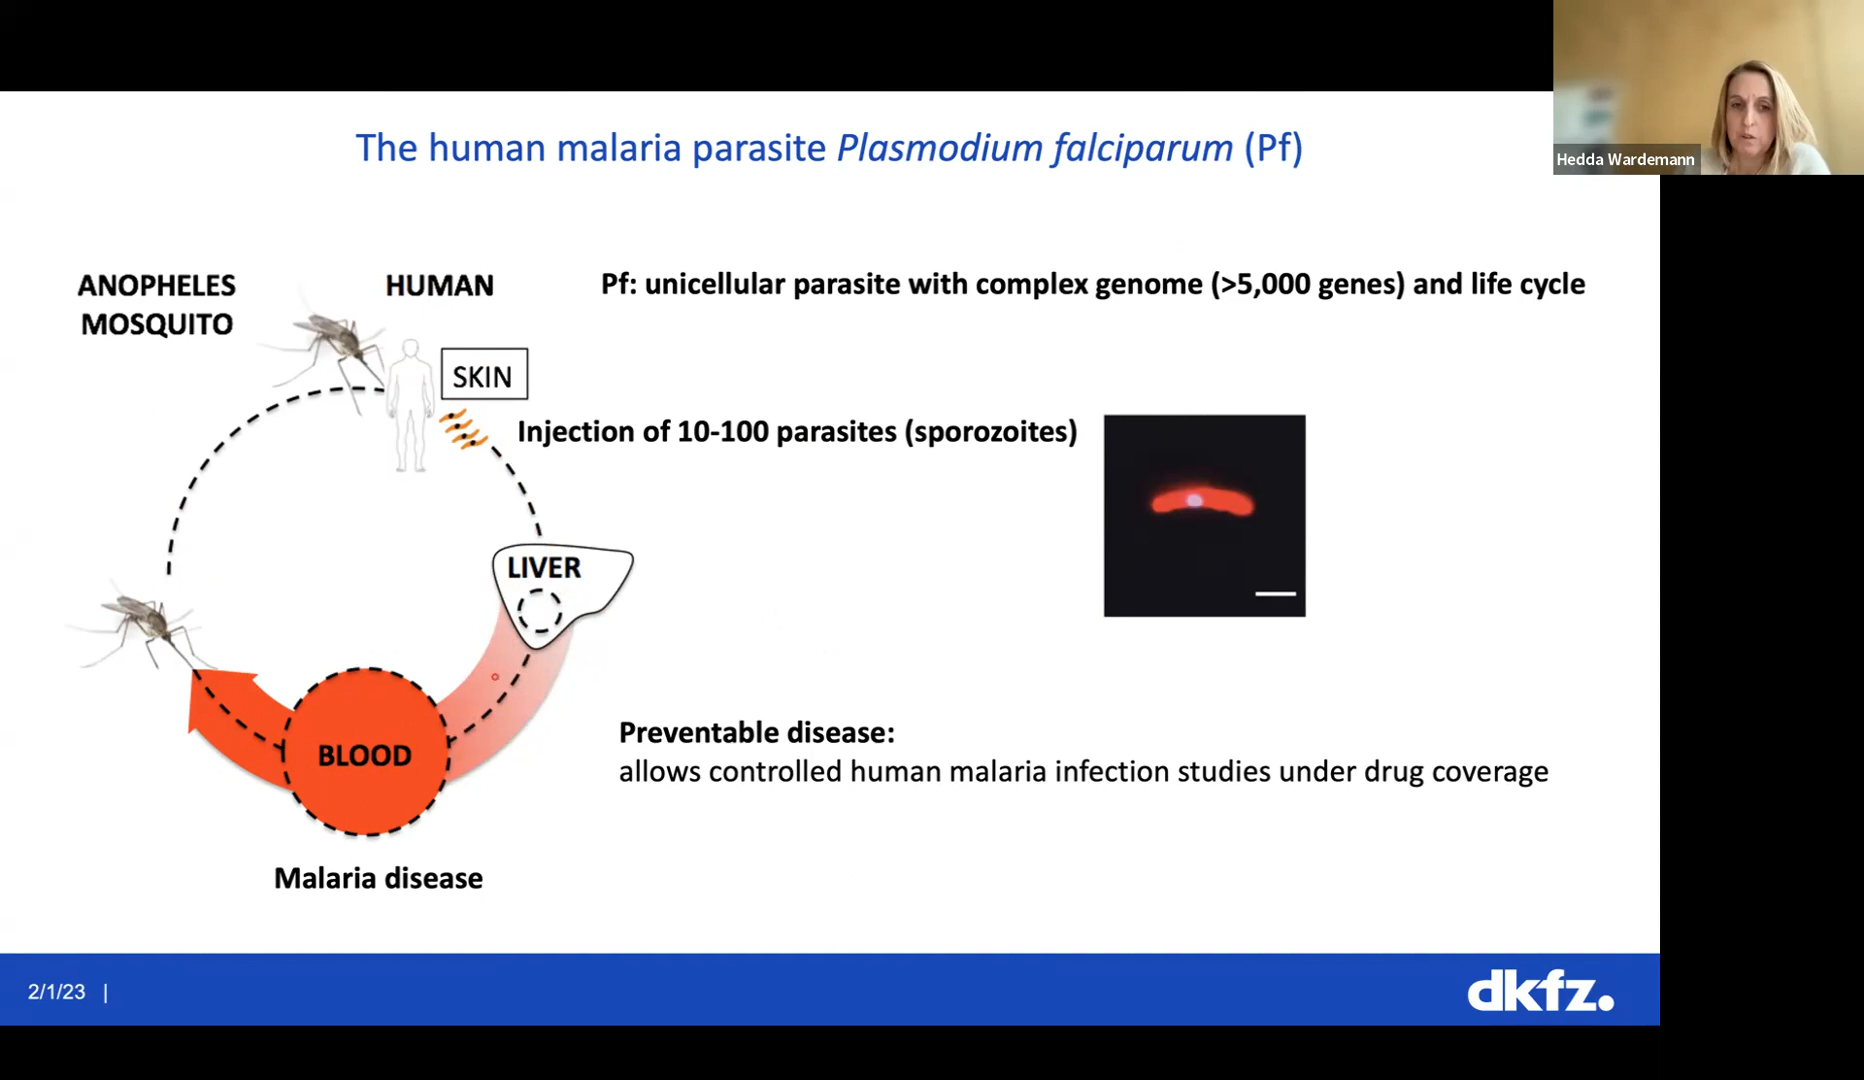 Hedda Wardemann
The human malaria parasite Plasmodium falciparum (Pf)
ANOPHELES
MOSQUITO
HUMAN
Pf: unicellular parasite with complex genome (>5,000 genes) and life cycle
SKIN
Injection of 10-100 parasites (sporozoites)
LIVER
BLOOD
Preventable disease:
allows controlled human malaria infection studies under drug coverage
Malaria disease
2/1/23 |
dkfz.